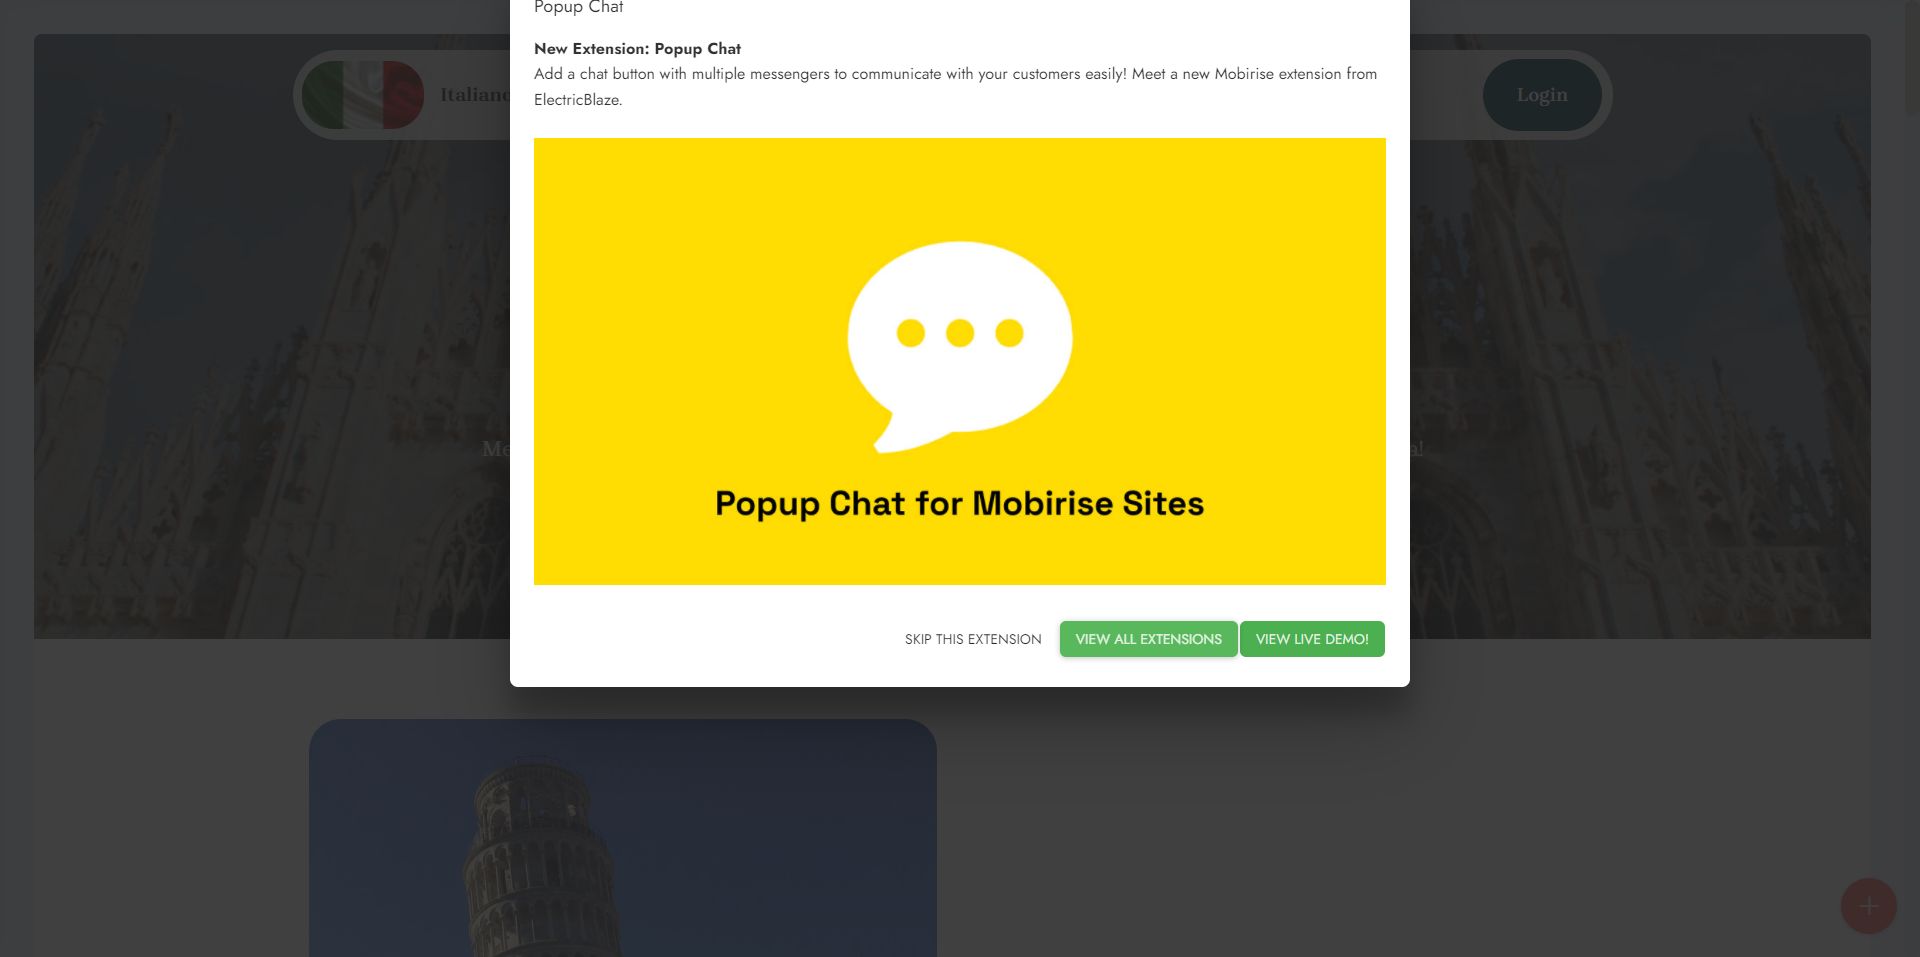 Popup Chat
New Extension: Popup Chat
Add a chat button with multiple messengers to communicate with your customers easily! Meet a new Mobirise extension from
ElectricBlaze.
Italiano
Login
Popup Chat for Mobirise Sites
SKIP THIS EXTENSION
VIEW ALL EXTENSIONS
VIEW LIVE DEMO!